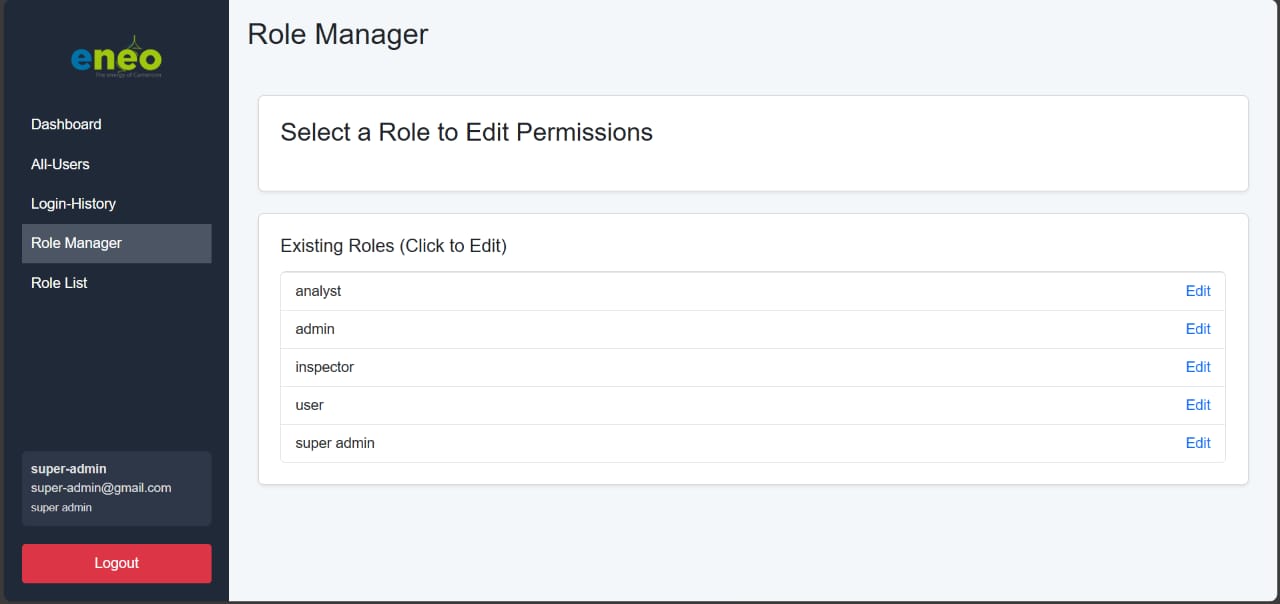 eneo
The energy of Cameroon
Dashboard
All-Users
Login-History
Role Manager
Role List
super-admin
super-admin@gmail.com
super admin
Logout
Role Manager
Select a Role to Edit Permissions
Existing Roles (Click to Edit)
analyst Edit
admin Edit
inspector Edit
user Edit
super admin Edit